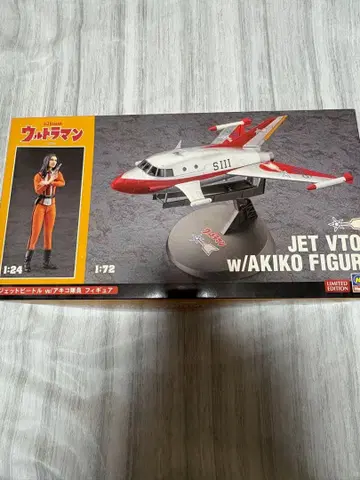 ウルトラマン
SIII
JET VTO
w/AKIKO FIGUR
1:24
1:72
LIMITED
EDITION
ジェットビートル w/アキコ隊員 フィギュア